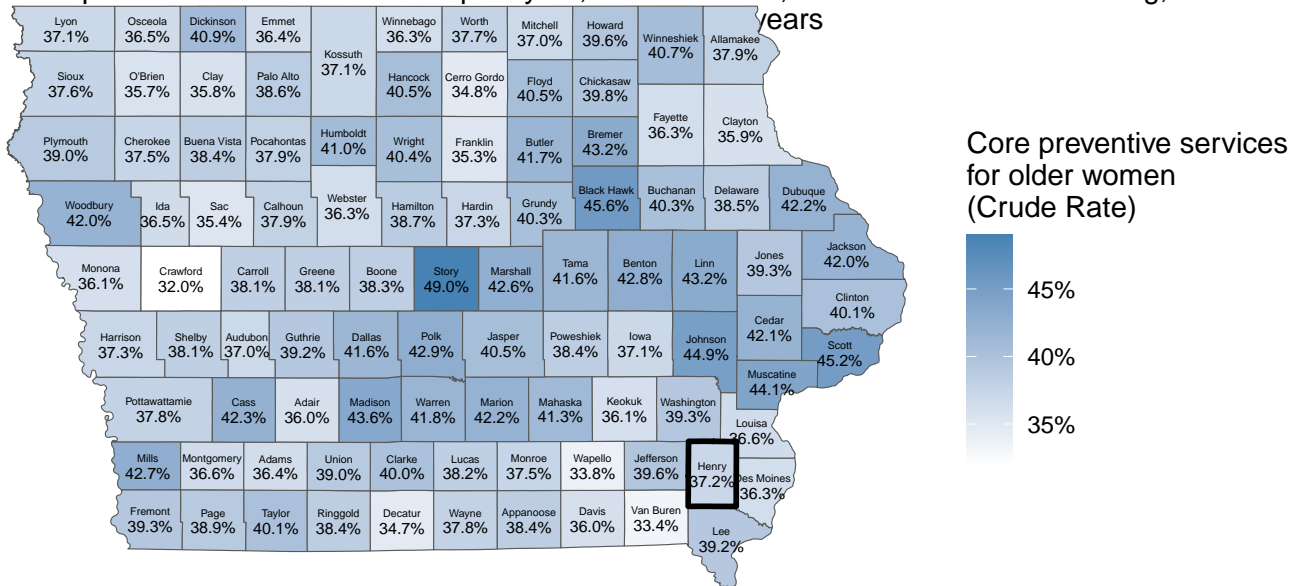 years
Lyon
37.1%
Osceola
36.5%
Dickinson
40.9%
Emmet
36.4%
Kossuth
37.1%
Winnebago
36.3%
Worth
37.7%
Mitchell
37.0%
Howard
39.6%
Winneshiek
40.7%
Allamakee
37.9%
Sioux
37.6%
O'Brien
35.7%
Clay
35.8%
Palo Alto
38.6%
Hancock
40.5%
Cerro Gordo
34.8%
Floyd
40.5%
Chickasaw
39.8%
Fayette
36.3%
Clayton
35.9%
Plymouth
39.0%
Cherokee
37.5%
Buena Vista
38.4%
Pocahontas
37.9%
Humboldt
41.0%
Wright
40.4%
Franklin
35.3%
Butler
41.7%
Bremer
43.2%
Woodbury
42.0%
Ida
36.5%
Sac
35.4%
Calhoun
37.9%
Webster
36.3%
Hamilton
38.7%
Hardin
37.3%
Grundy
40.3%
Black Hawk
45.6%
Buchanan
40.3%
Delaware
38.5%
Dubuque
42.2%
Monona
36.1%
Crawford
32.0%
Carroll
38.1%
Greene
38.1%
Boone
38.3%
Story
49.0%
Marshall
42.6%
Tama
41.6%
Benton
42.8%
Linn
43.2%
Jones
39.3%
Jackson
42.0%
Clinton
40.1%
Harrison
37.3%
Shelby
38.1%
Audubon
37.0%
Guthrie
39.2%
Dallas
41.6%
Polk
42.9%
Jasper
40.5%
Poweshiek
38.4%
Iowa
37.1%
Johnson
44.9%
Cedar
42.1%
Scott
45.2%
Muscatine
44.1%
Pottawattamie
37.8%
Cass
42.3%
Adair
36.0%
Madison
43.6%
Warren
41.8%
Marion
42.2%
Mahaska
41.3%
Keokuk
36.1%
Washington
39.3%
Louisa
36.6%
Mills
42.7%
Montgomery
36.6%
Adams
36.4%
Union
39.0%
Clarke
40.0%
Lucas
38.2%
Monroe
37.5%
Wapello
33.8%
Jefferson
39.6%
Henry
37.2%
Des Moines
36.3%
Fremont
39.3%
Page
38.9%
Taylor
40.1%
Ringgold
38.4%
Decatur
34.7%
Wayne
37.8%
Appanoose
38.4%
Davis
36.0%
Van Buren
33.4%
Lee
39.2%
Core preventive services
for older women
(Crude Rate)
45%
40%
35%